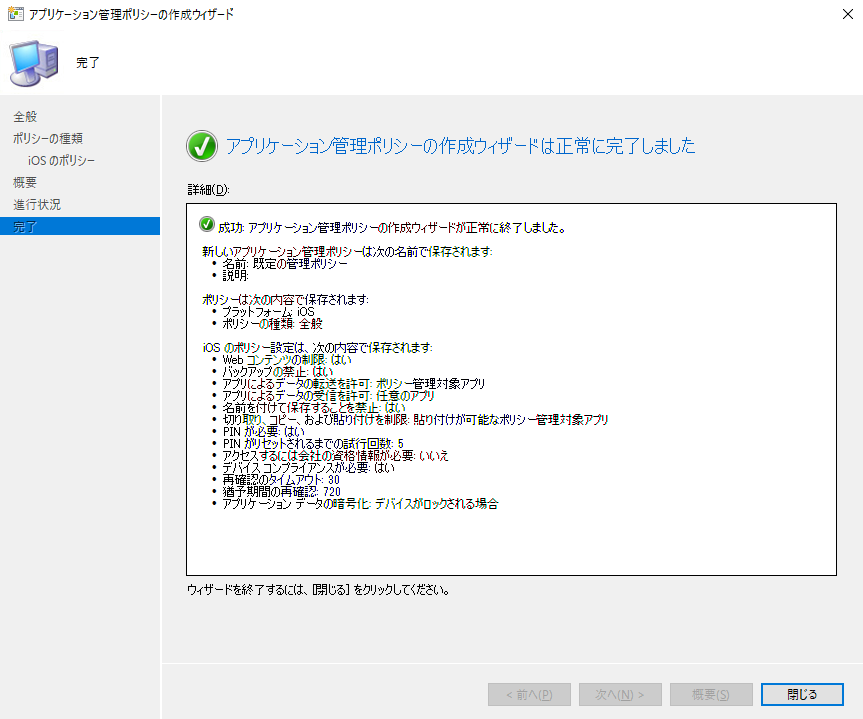 アプリケーション管理ポリシーの作成ウィザード
完了
全般
ポリシーの種類
iOS のポリシー
概要
進行状況
完了
アプリケーション管理ポリシーの作成ウィザードは正常に完了しました
詳細(D):
成功: アプリケーション管理ポリシーの作成ウィザードが正常に終了しました。
新しいアプリケーション管理ポリシーは次の名前で保存されます:
• 名前: 既定の管理ポリシー
• 説明:
ポリシーは次の内容で保存されます:
• プラットフォーム: iOS
• ポリシーの種類: 全般
iOS のポリシー設定は、次の内容で保存されます:
• Web コンテンツの制限: はい
• バックアップの禁止: はい
• アプリによるデータの転送を許可: ポリシー管理対象アプリ
• アプリによるデータの受信を許可: 任意のアプリ
• 名前を付けて保存することを禁止: はい
• 切り取り、コピー、および貼り付けを制限: 貼り付けが可能なポリシー管理対象アプリ
• PIN が必要: はい
• PIN がリセットされるまでの試行回数: 5
• アクセスするには会社の資格情報が必要: いいえ
• デバイス コンプライアンスが必要: はい
• 再確認のタイムアウト: 30
• 猶予期間の再確認: 720
• アプリケーション データの暗号化: デバイスがロックされる場合
ウィザードを終了するには、[閉じる] をクリックしてください。
< 前へ(P)
次へ(N) >
概要(S)
閉じる